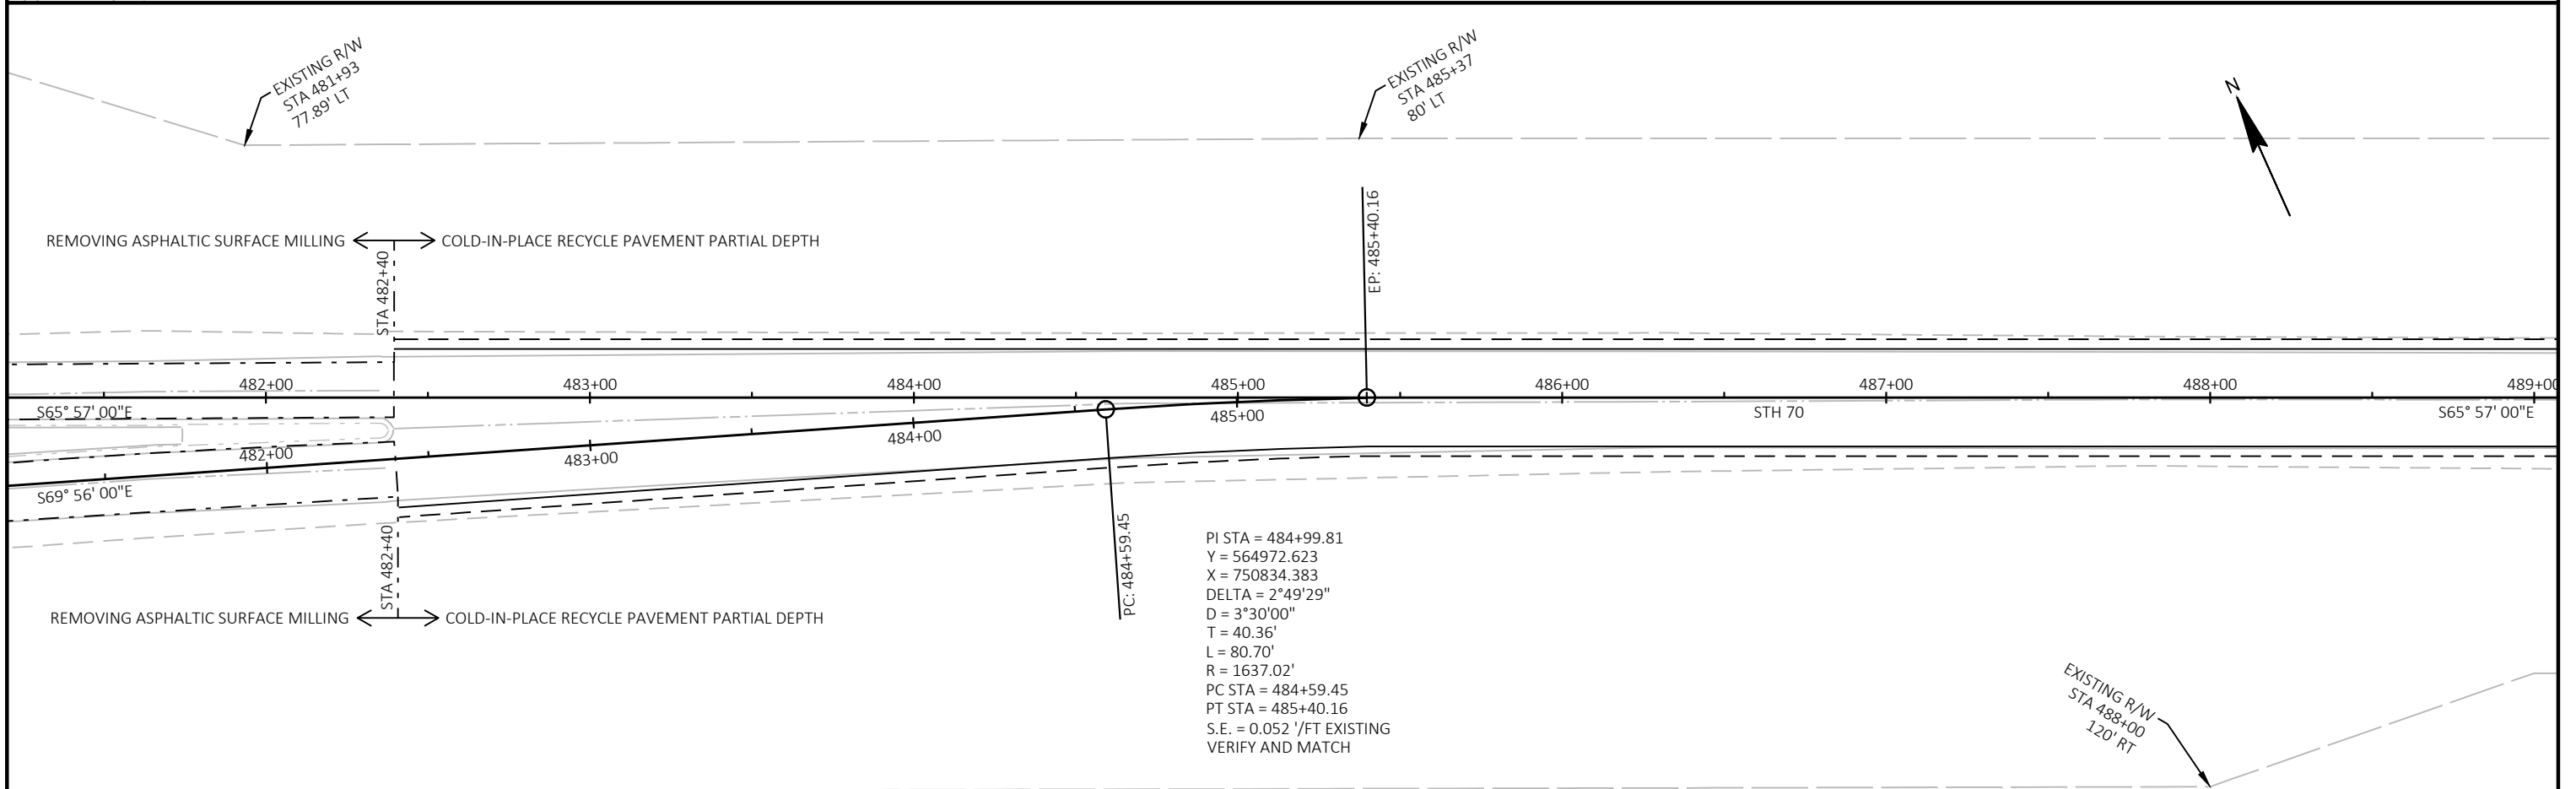 EXISTING R/W
STA 481+93
77.89' LT
EXISTING R/W
STA 485+37
80' LT
N
EP: 485+40.16
REMOVING ASPHALTIC SURFACE MILLING
COLD-IN-PLACE RECYCLE PAVEMENT PARTIAL DEPTH
STA 482+40
482+00
483+00
484+00
485+00
486+00
487+00
488+00
489+00
S65° 57' 00"E
STH 70
S65° 57' 00"E
485+00
484+00
483+00
482+00
S69° 56' 00"E
STA 482+40
PC: 484+59.45
REMOVING ASPHALTIC SURFACE MILLING
COLD-IN-PLACE RECYCLE PAVEMENT PARTIAL DEPTH
PI STA = 484+99.81
Y = 564972.623
X = 750834.383
DELTA = 2°49'29"
D = 3°30'00"
T = 40.36'
L = 80.70'
R = 1637.02'
PC STA = 484+59.45
PT STA = 485+40.16
S.E. = 0.052 '/FT EXISTING
VERIFY AND MATCH
EXISTING R/W
STA 488+00
120' RT